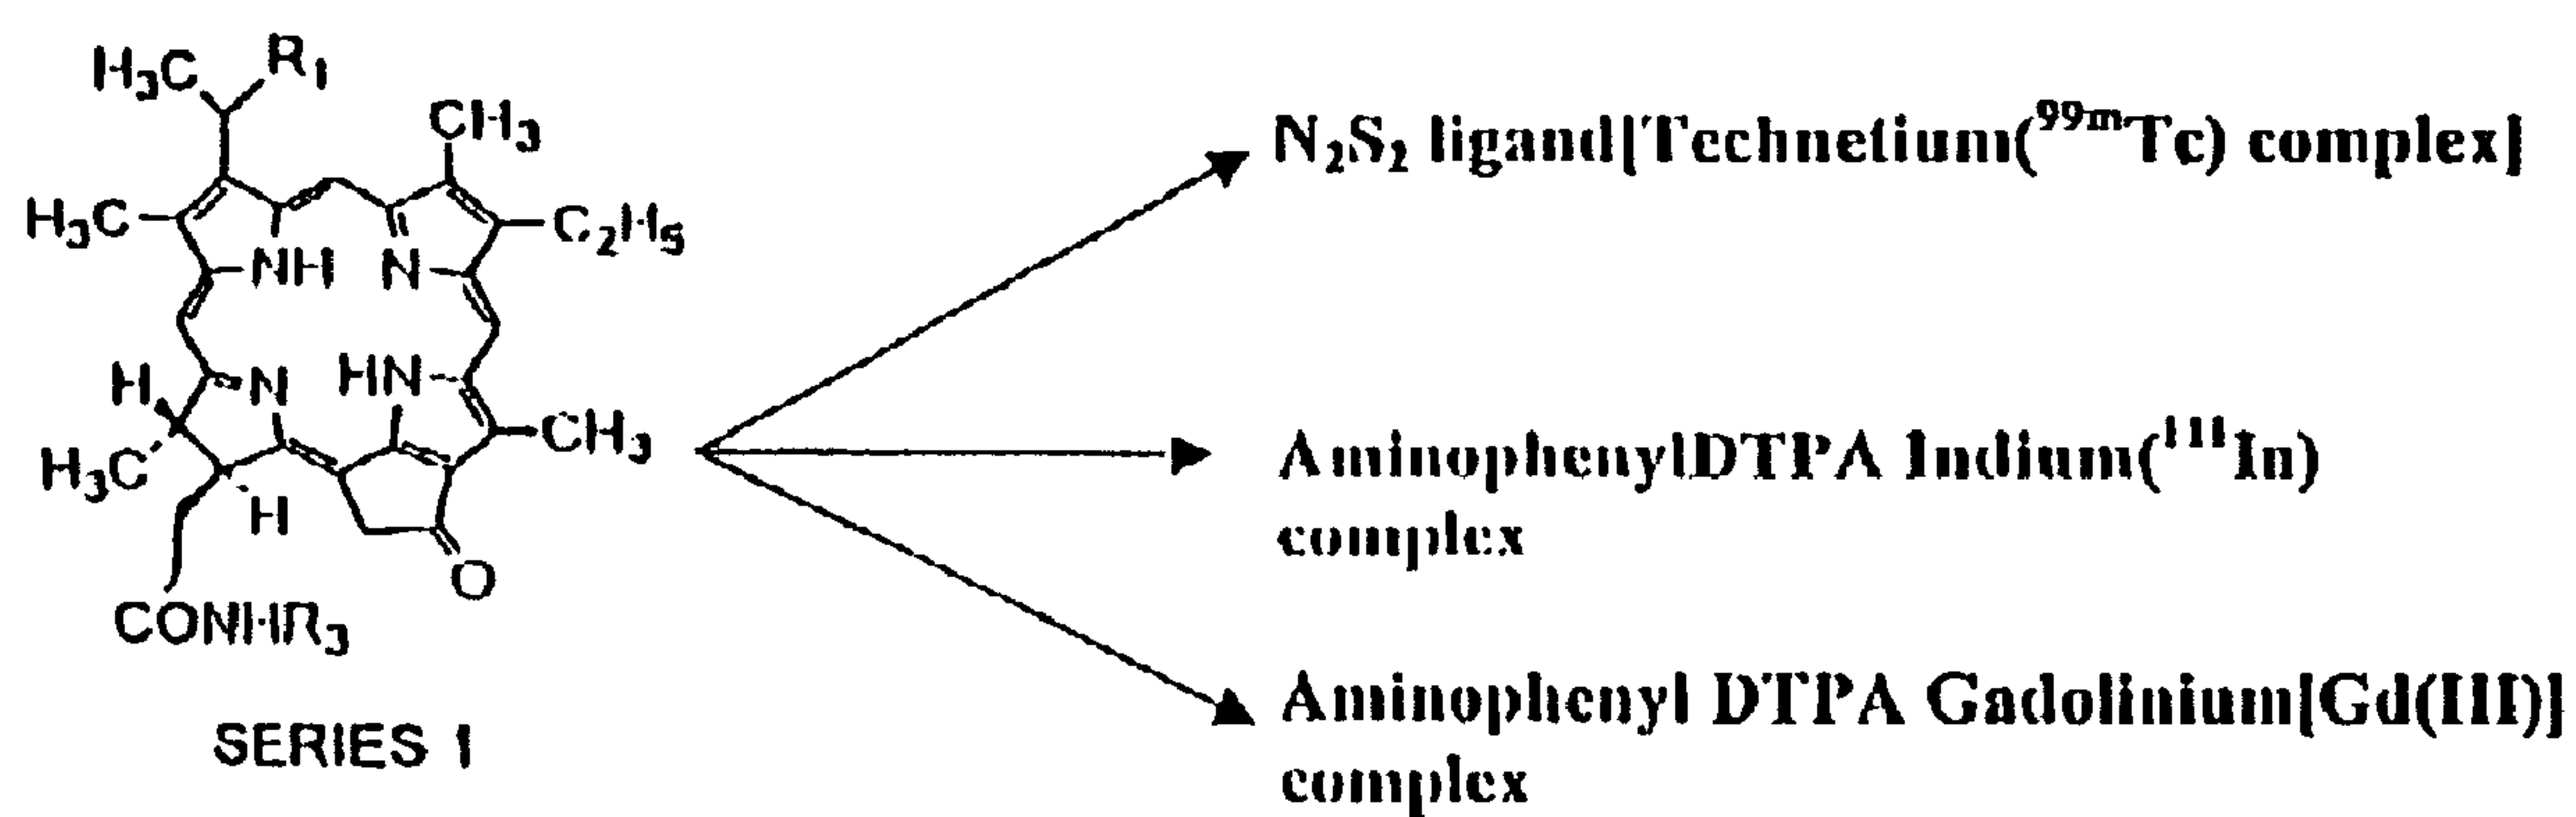 H₃C R₁
CH₃
H₃C C₂H₅
NH N
N HN
H
H₃C CH₃
H
O
CONHR₃
SERIES 1
N₂S₂ ligand[Technetium(⁹⁹ᵐTc) complex]
AminophenylDTPA Indium(¹¹¹In)
complex
Aminophenyl DTPA Gadolinium[Gd(III)]
complex